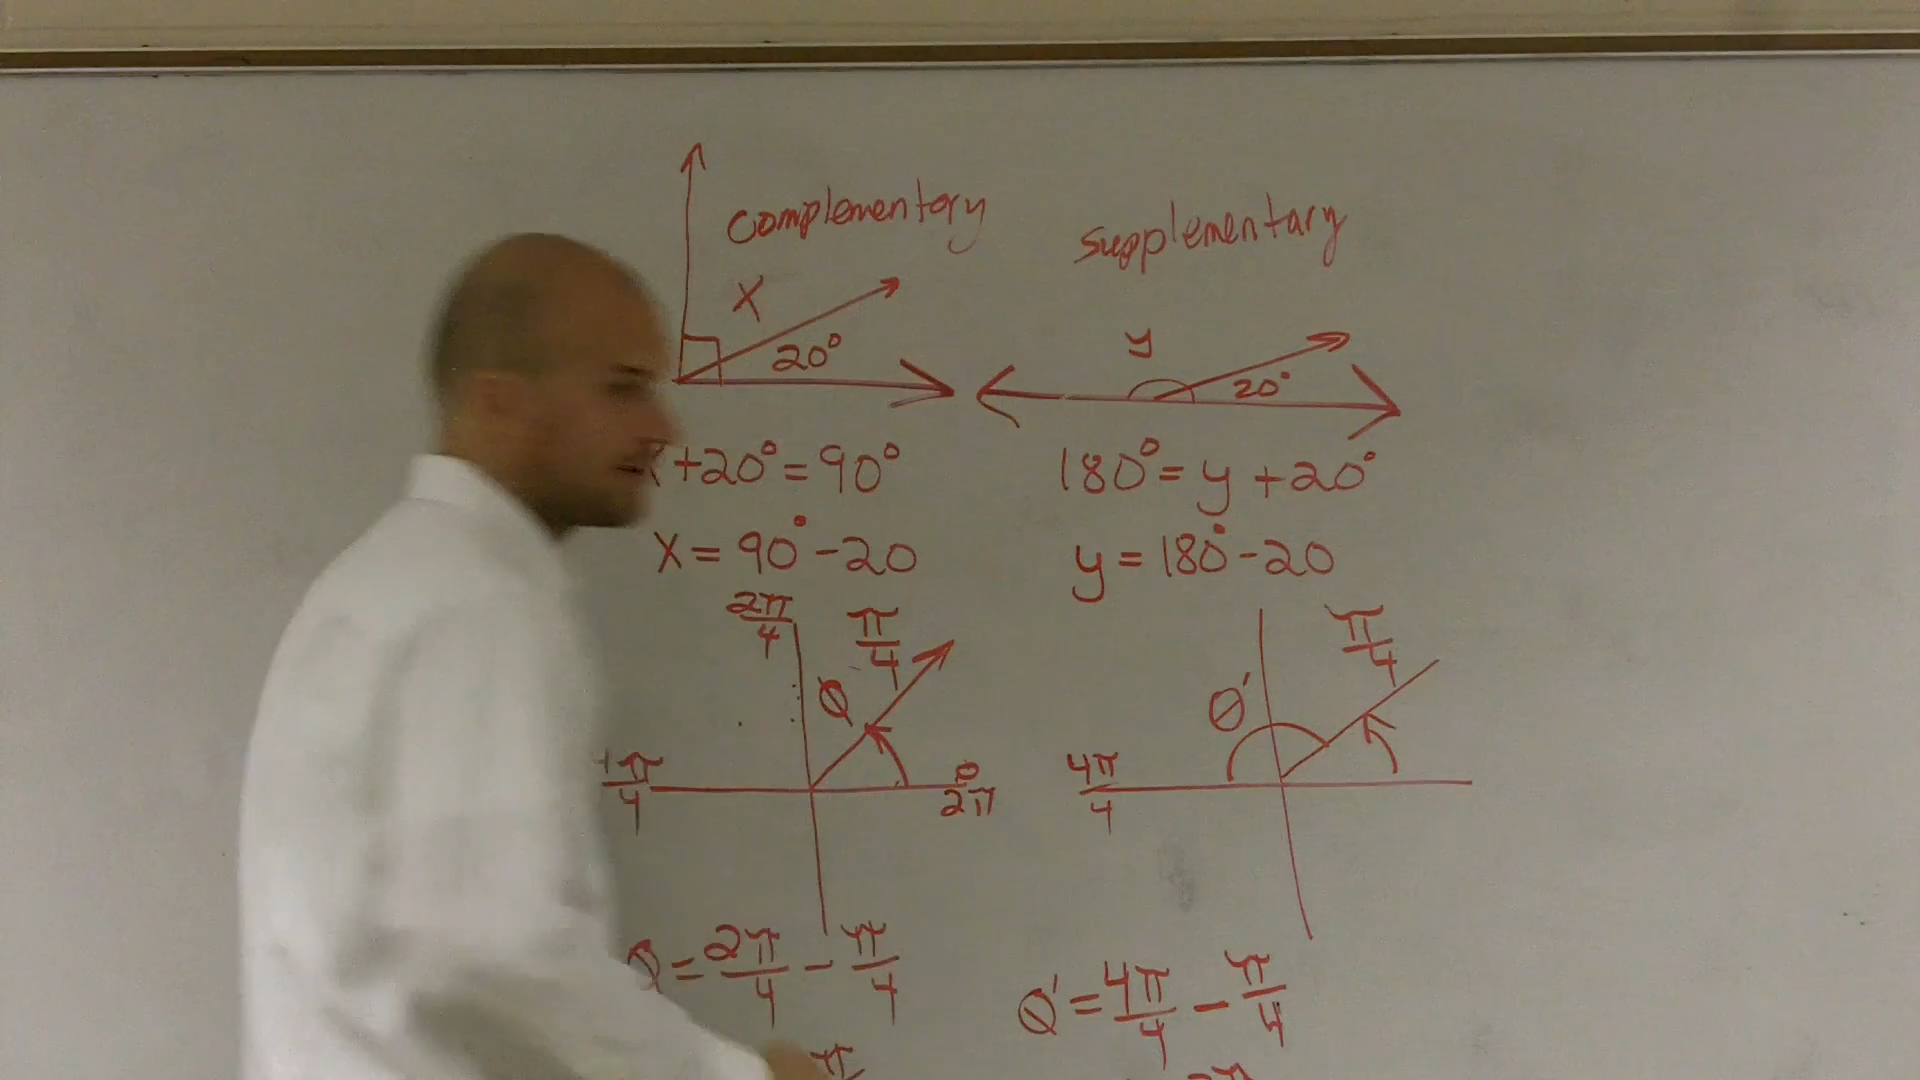 complementary
supplementary
X
20°
y
20°
X+20°=90°
180°= y +20°
X = 90° -20
y = 180° -20
2π/4
π/4
θ
4π/4
0
2π
π/4
θ'
4π/4
θ = 2π/4 - π/4
θ' = 4π/4 - π/4
π